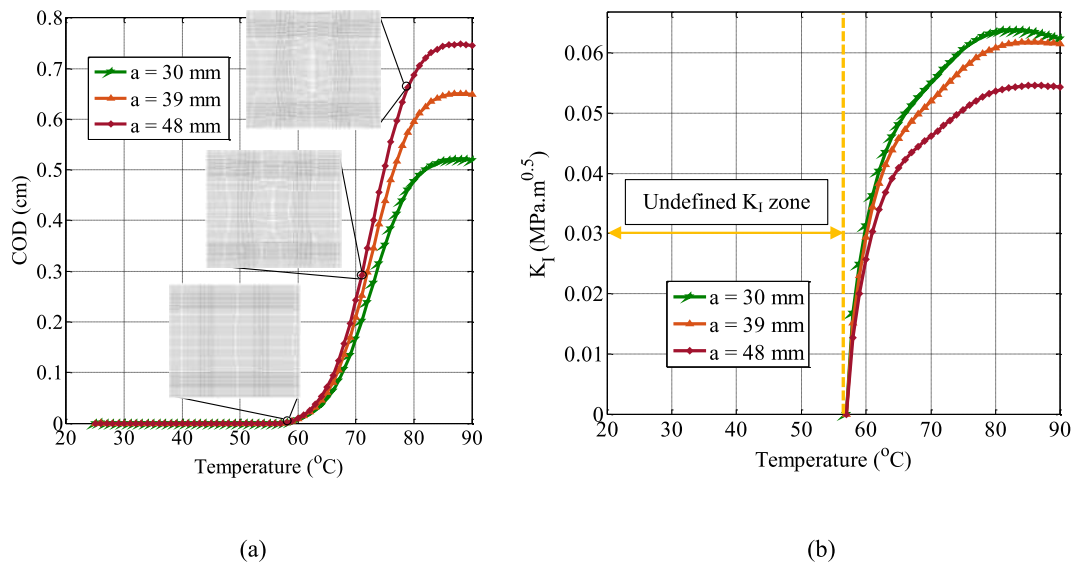 0.8
0.7
0.6
0.5
0.4
0.3
0.2
0.1
0
COD (cm)
a = 30 mm
a = 39 mm
a = 48 mm
20 30 40 50 60 70 80 90
Temperature (°C)
(a)
0.06
0.05
0.04
0.03
0.02
0.01
0
K_I (MPa.m^0.5)
Undefined K_I zone
a = 30 mm
a = 39 mm
a = 48 mm
20 30 40 50 60 70 80 90
Temperature (°C)
(b)